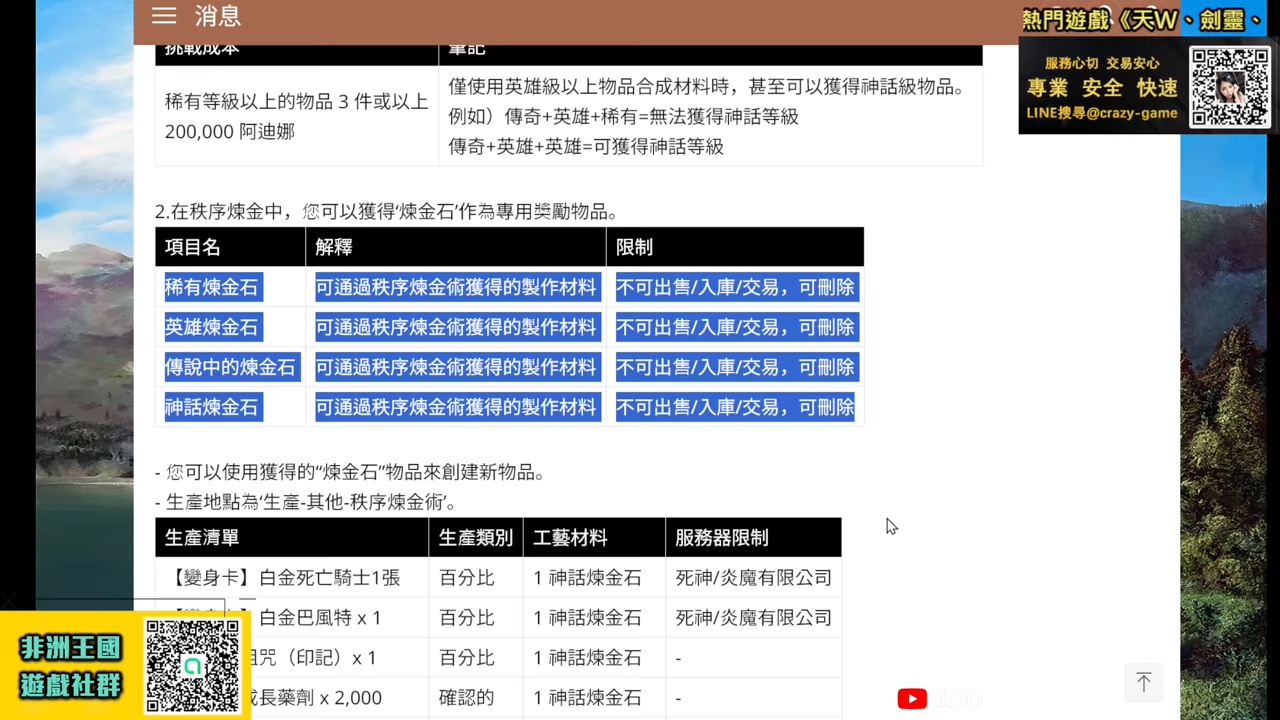 消息
熱門遊戲《天W、劍靈、
服務心切 交易安心
專業 安全 快速
LINE搜尋@crazy-game
挑戰成本 筆記
稀有等級以上的物品 3 件或以上
200,000 阿迪娜
僅使用英雄級以上物品合成材料時，甚至可以獲得神話級物品。
例如）傳奇+英雄+稀有=無法獲得神話等級
傳奇+英雄+英雄=可獲得神話等級
2.在秩序煉金中，您可以獲得‘煉金石’作為專用獎勵物品。
項目名 解釋 限制
稀有煉金石 可通過秩序煉金術獲得的製作材料 不可出售/入庫/交易，可刪除
英雄煉金石 可通過秩序煉金術獲得的製作材料 不可出售/入庫/交易，可刪除
傳說中的煉金石 可通過秩序煉金術獲得的製作材料 不可出售/入庫/交易，可刪除
神話煉金石 可通過秩序煉金術獲得的製作材料 不可出售/入庫/交易，可刪除
- 您可以使用獲得的“煉金石”物品來創建新物品。
- 生產地點為‘生產-其他-秩序煉金術’。
生產清單 生產類別 工藝材料 服務器限制
【變身卡】白金死亡騎士1張 百分比 1 神話煉金石 死神/炎魔有限公司
白金巴風特 x 1 百分比 1 神話煉金石 死神/炎魔有限公司
詛咒（印記）x 1 百分比 1 神話煉金石 -
成長藥劑 x 2,000 確認的 1 神話煉金石 -
非洲王國
遊戲社群